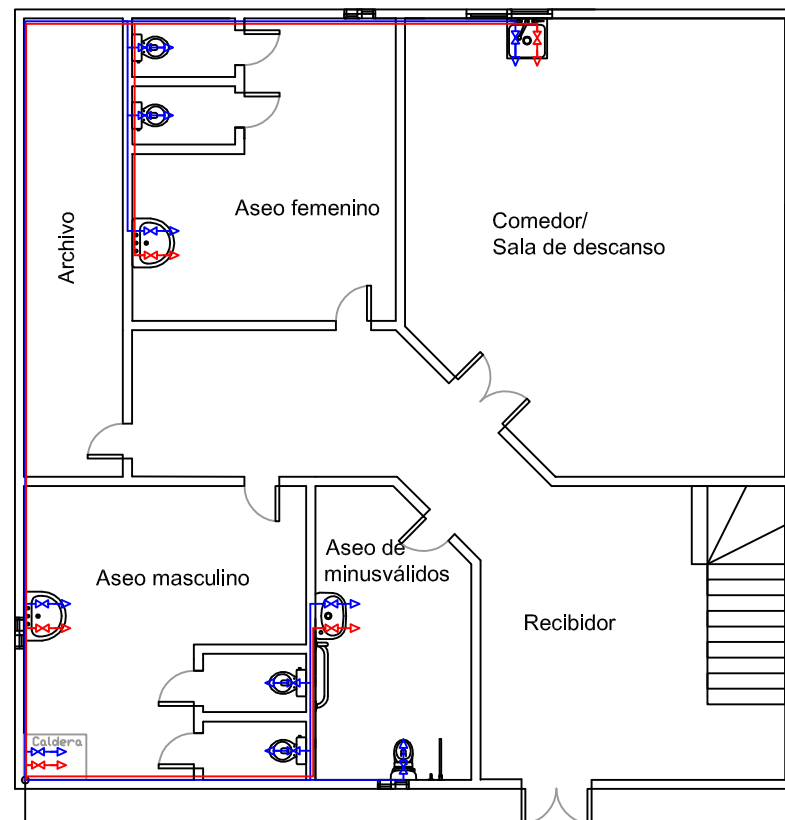 Aseo femenino
Archivo
Comedor/
Sala de descanso
Aseo de
minusválidos
Aseo masculino
Recibidor
Caldera